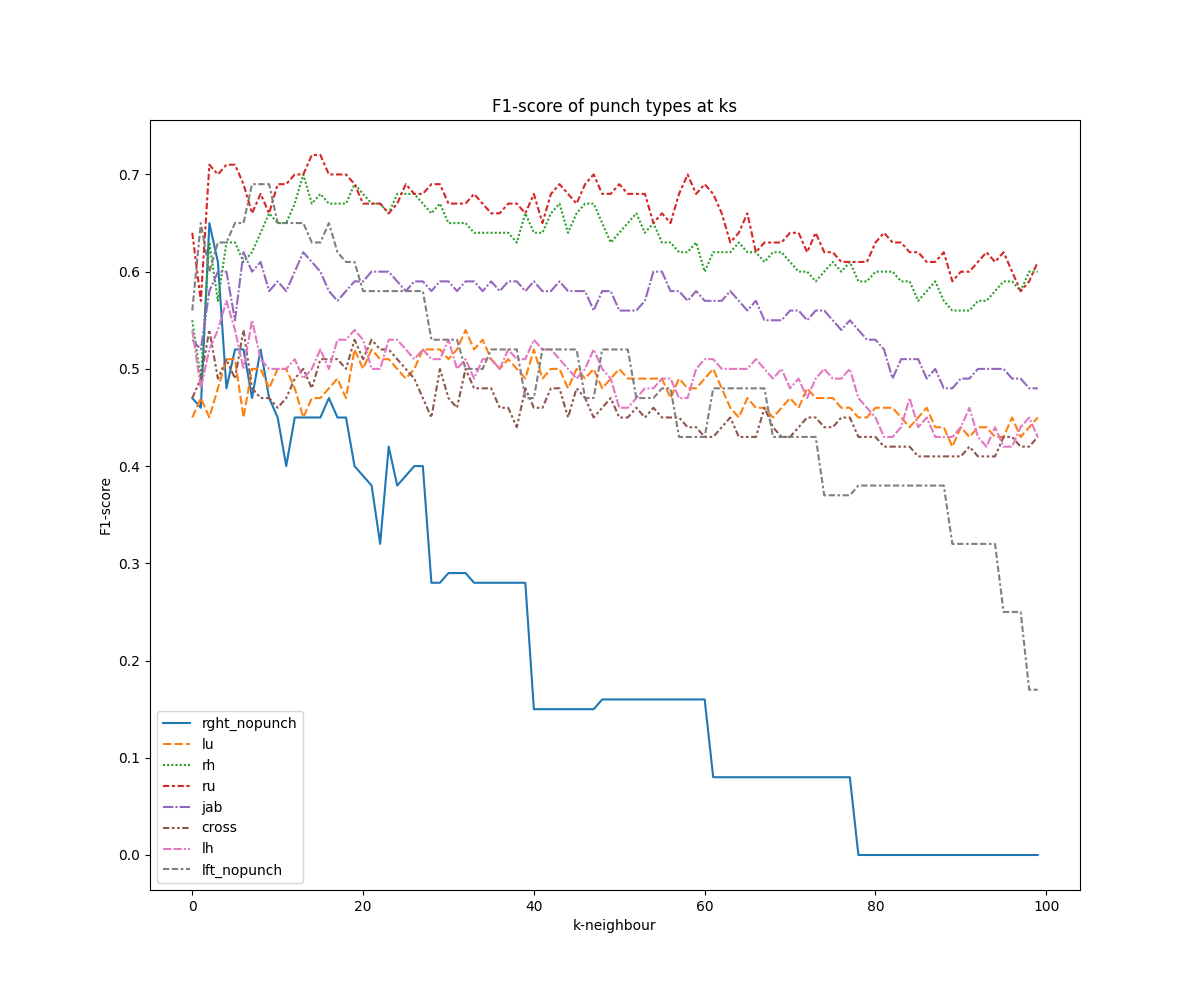 F1-score of punch types at ks
F1-score
0.7
0.6
0.5
0.4
0.3
0.2
0.1
0.0
rght_nopunch
lu
rh
ru
jab
cross
lh
lft_nopunch
0 20 40 60 80 100
k-neighbour